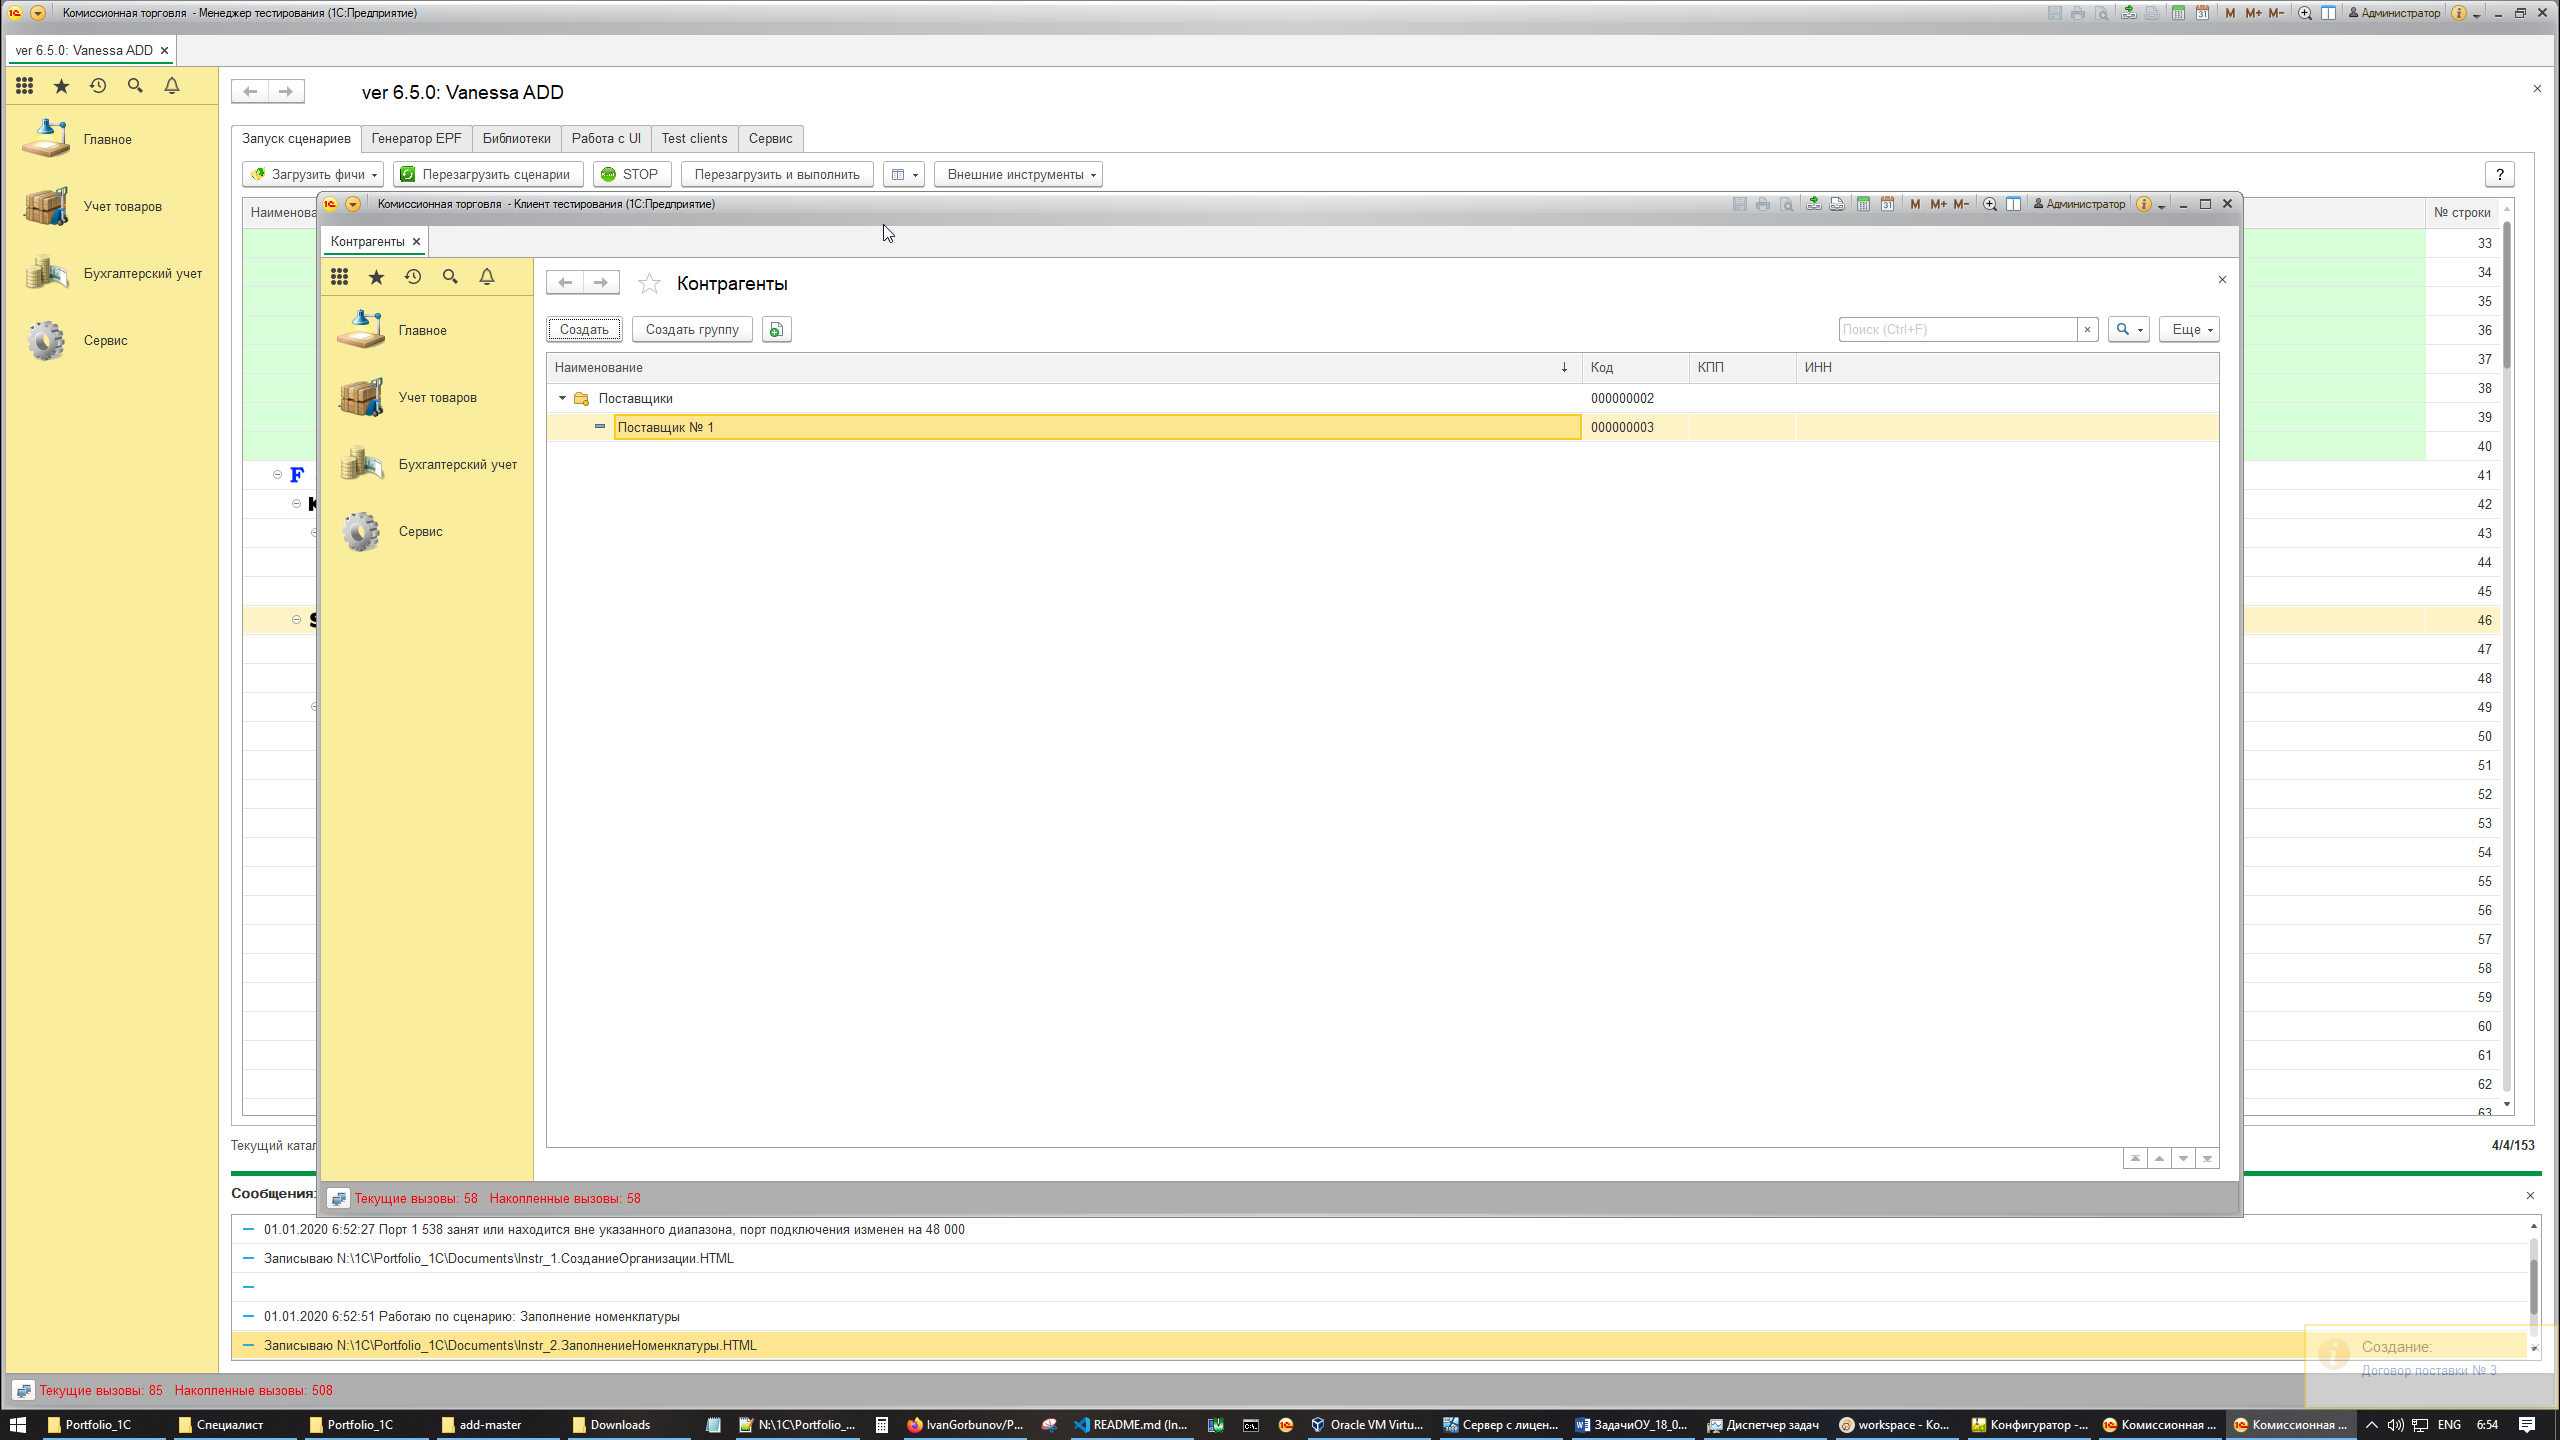 Комиссионная торговля - Менеджер тестирования (1С:Предприятие)
M M+ M- Администратор
ver 6.5.0: Vanessa ADD
ver 6.5.0: Vanessa ADD
Главное
Учет товаров
Бухгалтерский учет
Сервис
Запуск сценариев Генератор EPF Библиотеки Работа с UI Test clients Сервис
Загрузить фичи Перезагрузить сценарии STOP Перезагрузить и выполнить Внешние инструменты ?
№ строки
33
34
35
36
37
38
39
40
41
42
43
44
45
46
47
48
49
50
51
52
53
54
55
56
57
58
59
60
61
62
63
Комиссионная торговля - Клиент тестирования (1С:Предприятие)
M M+ M- Администратор
Контрагенты
Контрагенты
Главное
Учет товаров
Бухгалтерский учет
Сервис
Создать Создать группу Поиск (Ctrl+F) Еще
Наименование Код КПП ИНН
Поставщики 000000002
Поставщик № 1 000000003
Текущие вызовы: 58 Накопленные вызовы: 58
4/4/153
Сообщения:
01.01.2020 6:52:27 Порт 1 538 занят или находится вне указанного диапазона, порт подключения изменен на 48 000
Записываю N:\1C\Portfolio_1C\Documents\Instr_1.СозданиеОрганизации.HTML
01.01.2020 6:52:51 Работаю по сценарию: Заполнение номенклатуры
Записываю N:\1C\Portfolio_1C\Documents\Instr_2.ЗаполнениеНоменклатуры.HTML
Создание:
Договор поставки № 3
Текущие вызовы: 85 Накопленные вызовы: 508
Portfolio_1C Специалист Portfolio_1C add-master Downloads N:\1C\Portfolio_... IvanGorbunov/P... README.md (In... Oracle VM Virtu... Сервер с лицен... ЗадачиОУ_18_0... Диспетчер задач workspace - Ко... Конфигуратор -... Комиссионная ... Комиссионная ... ENG 6:54